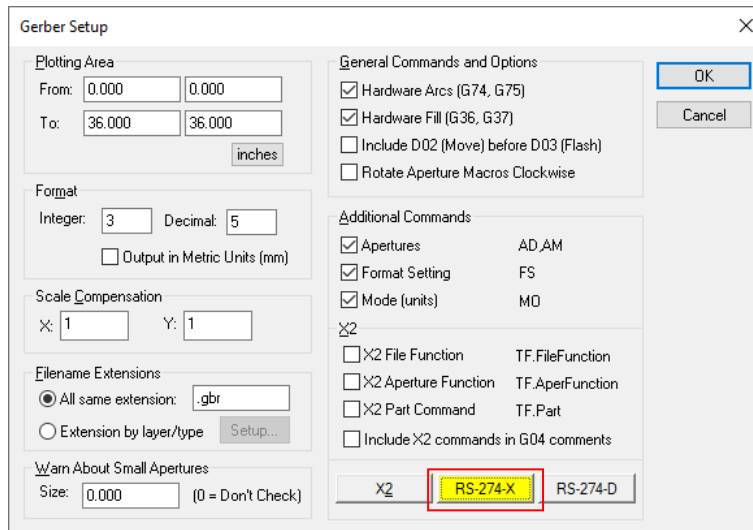 Gerber Setup
Plotting Area
From: 0.000 0.000
To: 36.000 36.000
inches
Format
Integer: 3 Decimal: 5
Output in Metric Units (mm)
Scale Compensation
X: 1 Y: 1
Filename Extensions
All same extension: .gbr
Extension by layer/type Setup...
Warn About Small Apertures
Size: 0.000 (0 = Don't Check)
General Commands and Options
Hardware Arcs (G74, G75)
Hardware Fill (G36, G37)
Include D02 (Move) before D03 (Flash)
Rotate Aperture Macros Clockwise
Additional Commands
Apertures AD,AM
Format Setting FS
Mode (units) MO
X2
X2 File Function TF.FileFunction
X2 Aperture Function TF.AperFunction
X2 Part Command TF.Part
Include X2 commands in G04 comments
X2 RS-274-X RS-274-D
OK
Cancel